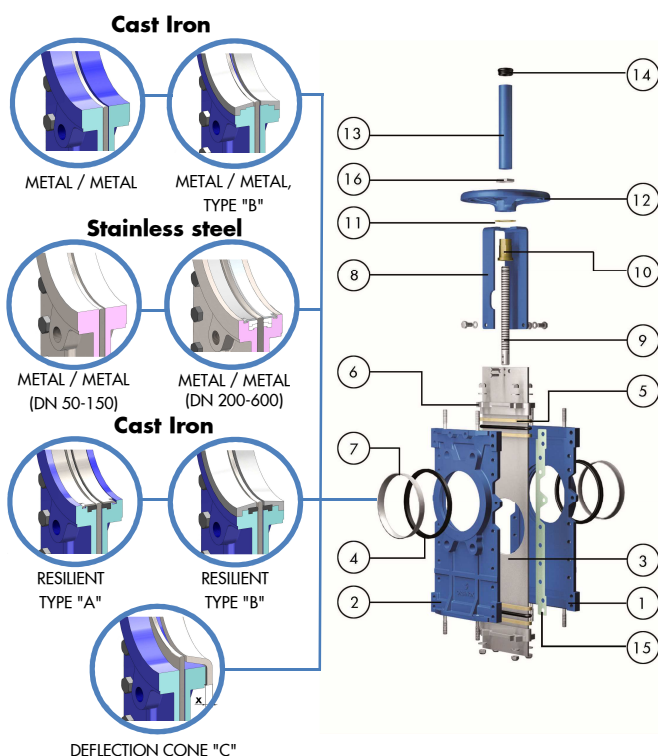 Cast Iron
METAL / METAL
METAL / METAL,
TYPE "B"
Stainless steel
METAL / METAL
(DN 50-150)
METAL / METAL
(DN 200-600)
Cast Iron
RESILIENT
TYPE "A"
RESILIENT
TYPE "B"
x
DEFLECTION CONE "C"
14
13
16
12
11
8
10
9
6
5
7
4
3
2
1
15